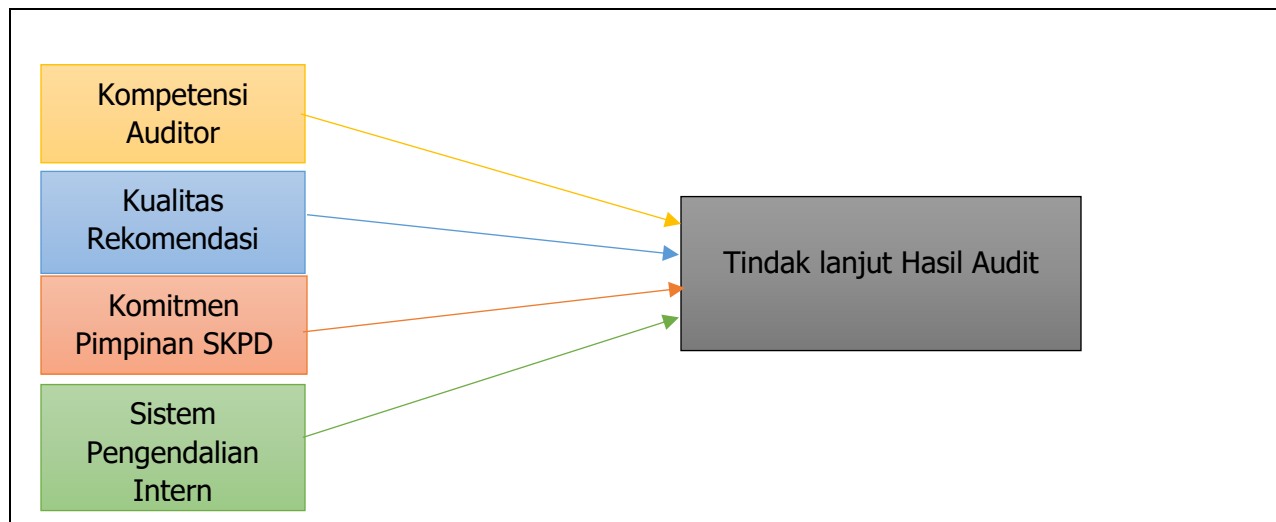 Kompetensi
Auditor
Kualitas
Rekomendasi
Komitmen
Pimpinan SKPD
Sistem
Pengendalian
Intern
Tindak lanjut Hasil Audit